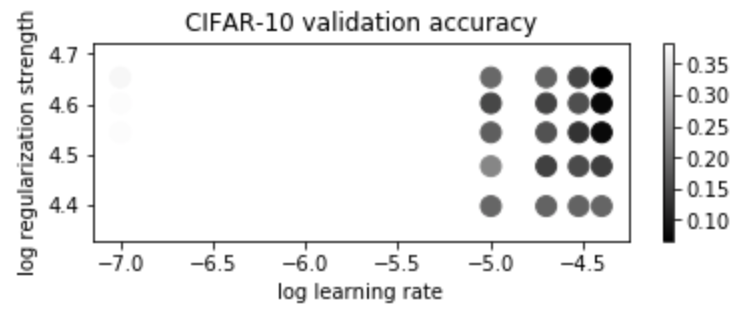 CIFAR-10 validation accuracy
log regularization strength
4.7
4.6
4.5
4.4
−7.0 −6.5 −6.0 −5.5 −5.0 −4.5
log learning rate
0.35
0.30
0.25
0.20
0.15
0.10